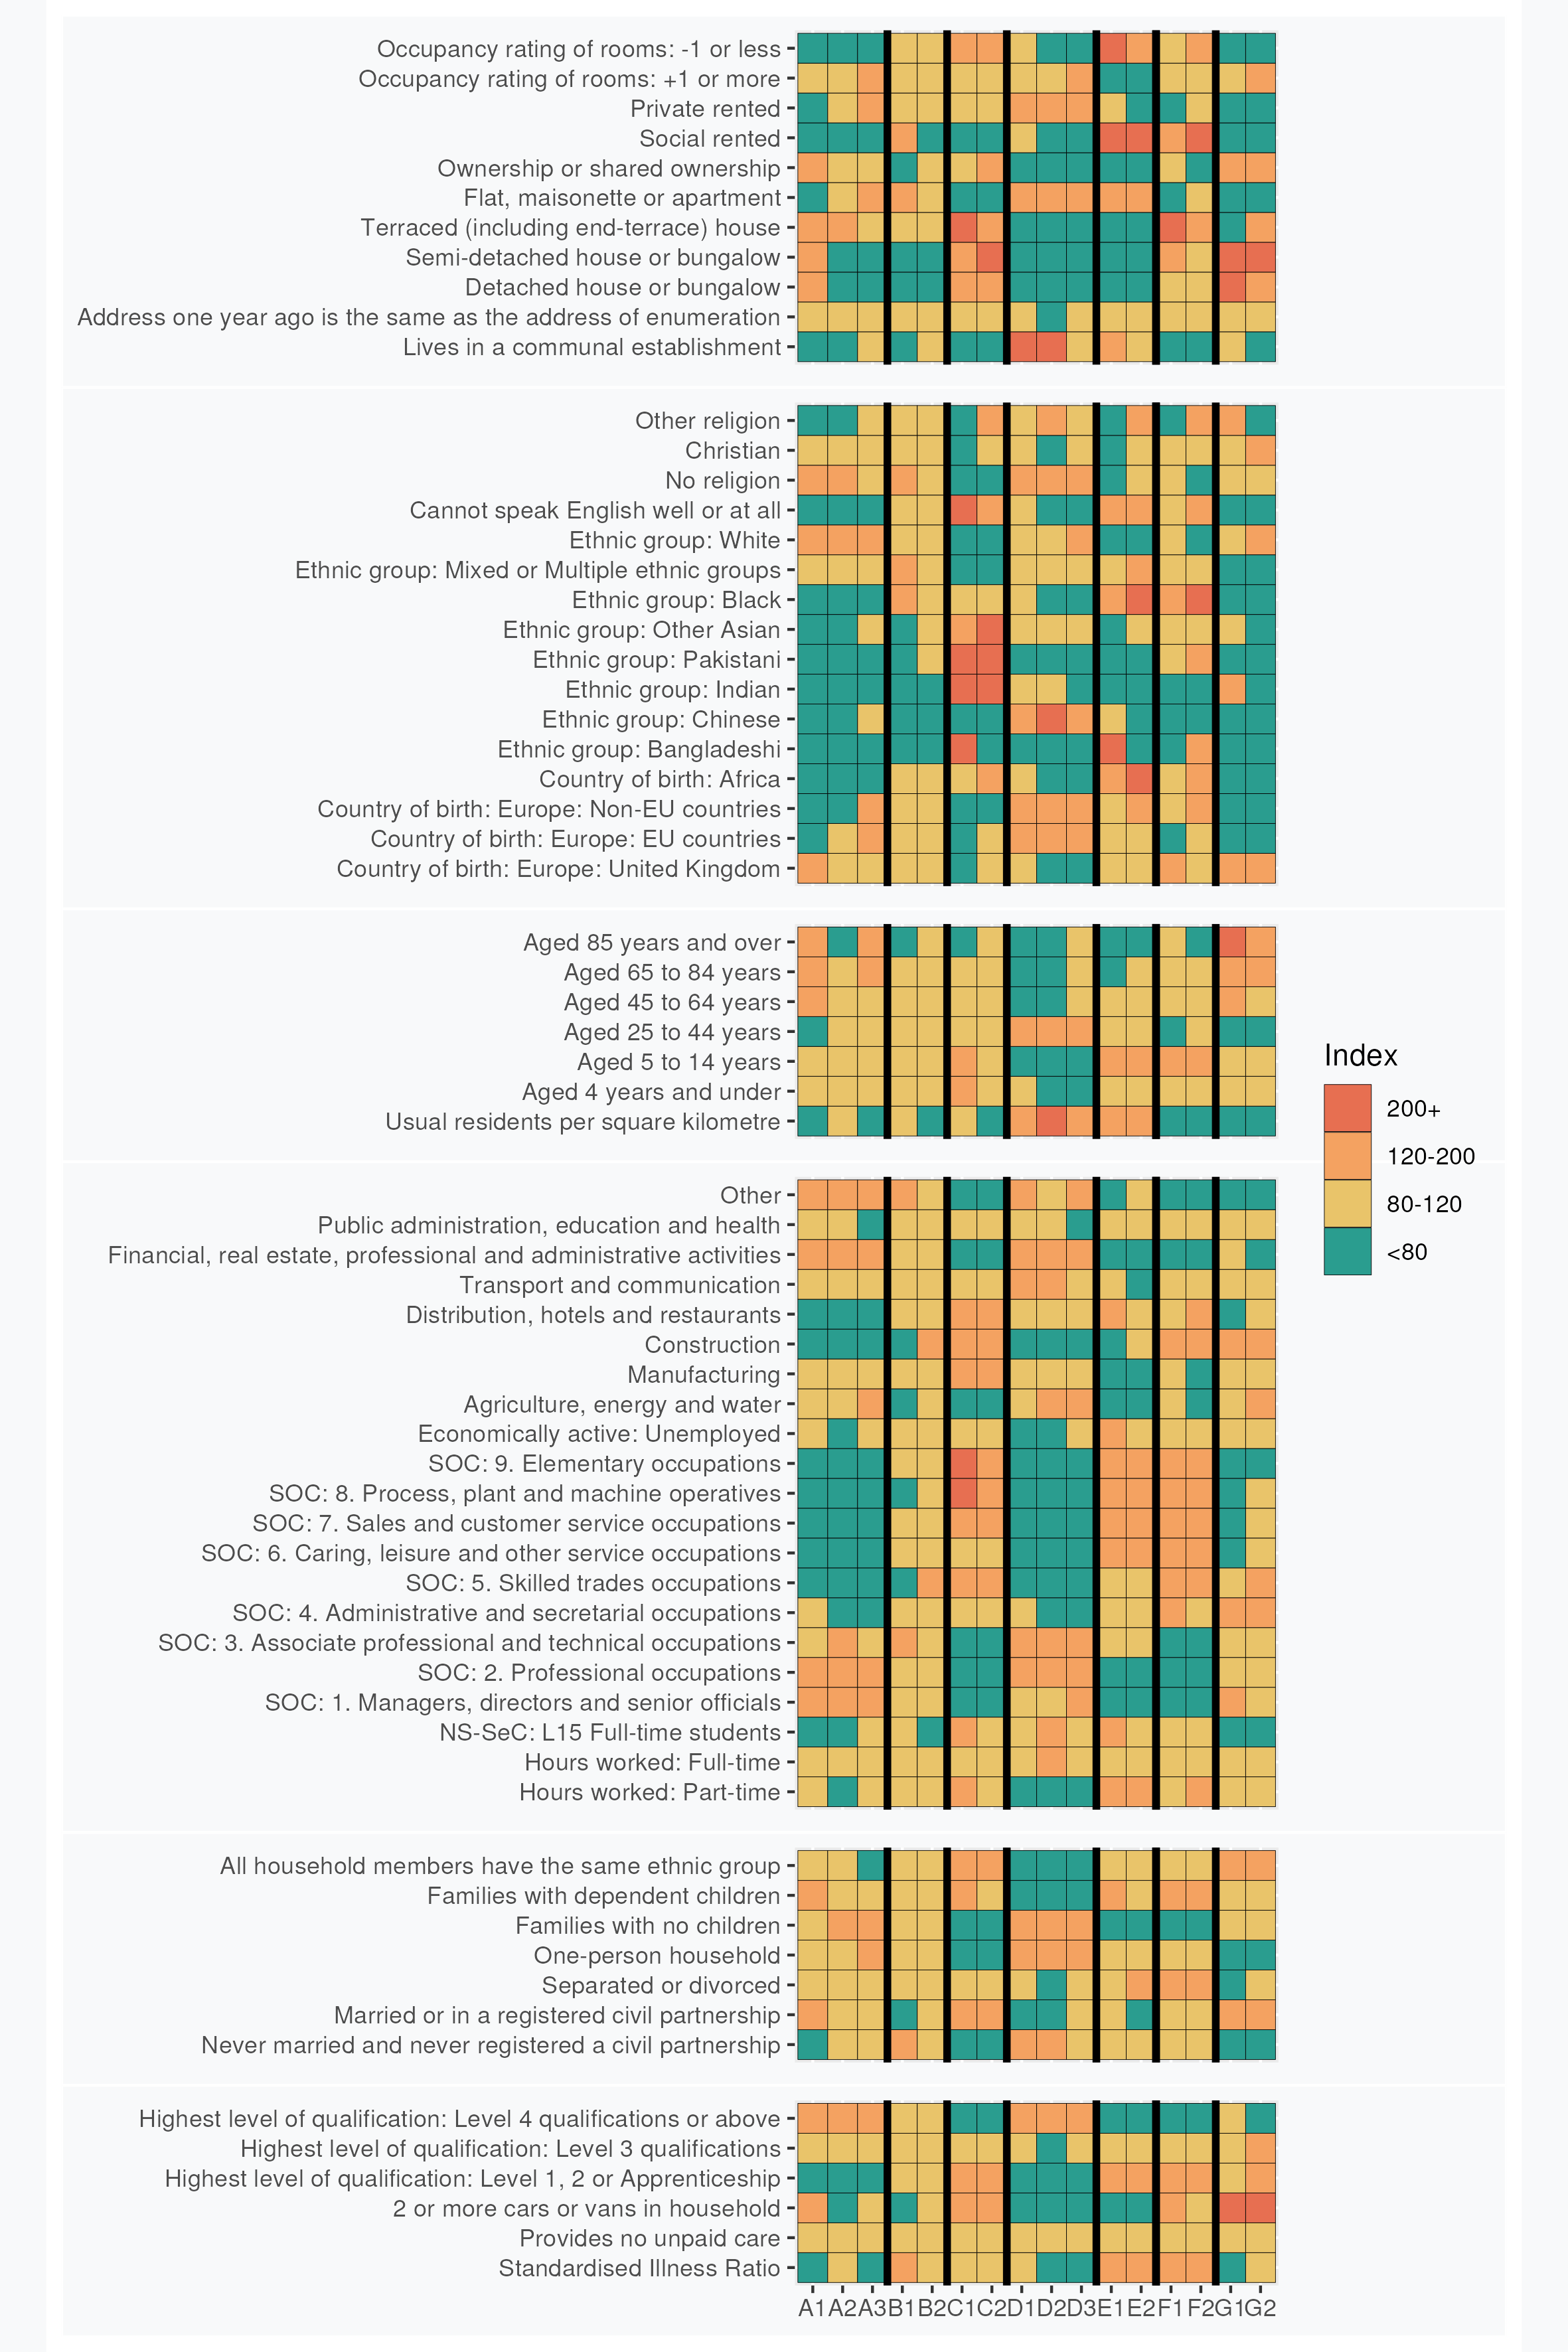 Occupancy rating of rooms: -1 or less
Occupancy rating of rooms: +1 or more
Private rented
Social rented
Ownership or shared ownership
Flat, maisonette or apartment
Terraced (including end-terrace) house
Semi-detached house or bungalow
Detached house or bungalow
Address one year ago is the same as the address of enumeration
Lives in a communal establishment
Other religion
Christian
No religion
Cannot speak English well or at all
Ethnic group: White
Ethnic group: Mixed or Multiple ethnic groups
Ethnic group: Black
Ethnic group: Other Asian
Ethnic group: Pakistani
Ethnic group: Indian
Ethnic group: Chinese
Ethnic group: Bangladeshi
Country of birth: Africa
Country of birth: Europe: Non-EU countries
Country of birth: Europe: EU countries
Country of birth: Europe: United Kingdom
Aged 85 years and over
Aged 65 to 84 years
Aged 45 to 64 years
Aged 25 to 44 years
Aged 5 to 14 years
Aged 4 years and under
Usual residents per square kilometre
Index
200+
120-200
80-120
<80
Other
Public administration, education and health
Financial, real estate, professional and administrative activities
Transport and communication
Distribution, hotels and restaurants
Construction
Manufacturing
Agriculture, energy and water
Economically active: Unemployed
SOC: 9. Elementary occupations
SOC: 8. Process, plant and machine operatives
SOC: 7. Sales and customer service occupations
SOC: 6. Caring, leisure and other service occupations
SOC: 5. Skilled trades occupations
SOC: 4. Administrative and secretarial occupations
SOC: 3. Associate professional and technical occupations
SOC: 2. Professional occupations
SOC: 1. Managers, directors and senior officials
NS-SeC: L15 Full-time students
Hours worked: Full-time
Hours worked: Part-time
All household members have the same ethnic group
Families with dependent children
Families with no children
One-person household
Separated or divorced
Married or in a registered civil partnership
Never married and never registered a civil partnership
Highest level of qualification: Level 4 qualifications or above
Highest level of qualification: Level 3 qualifications
Highest level of qualification: Level 1, 2 or Apprenticeship
2 or more cars or vans in household
Provides no unpaid care
Standardised Illness Ratio
A1 A2 A3 B1 B2 C1 C2 D1 D2 D3 E1 E2 F1 F2 G1 G2